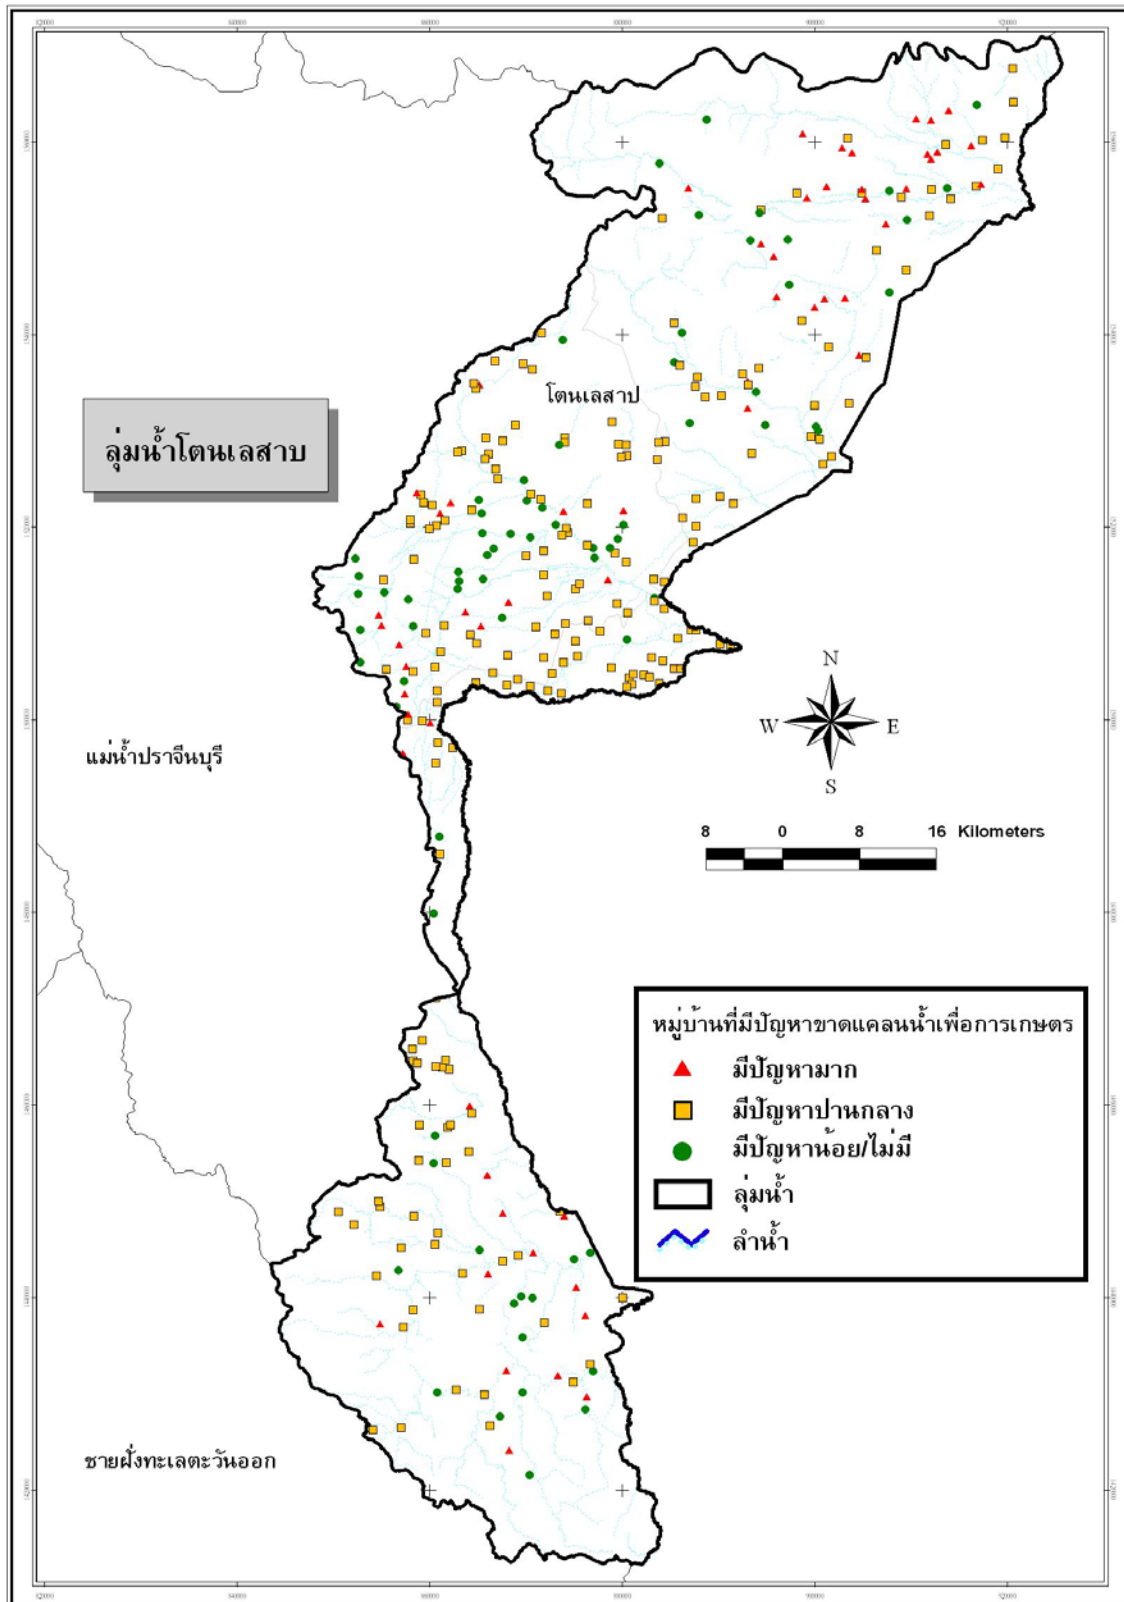 โตนเลสาป
ลุ่มน้ำโตนเลสาบ
N
W E
S
แม่น้ำปราจีนบุรี
8 0 8 16 Kilometers
หมู่บ้านที่มีปัญหาขาดแคลนน้ำเพื่อการเกษตร
มีปัญหามาก
มีปัญหาปานกลาง
มีปัญหาน้อย/ไม่มี
ลุ่มน้ำ
ลำน้ำ
ชายฝั่งทะเลตะวันออก